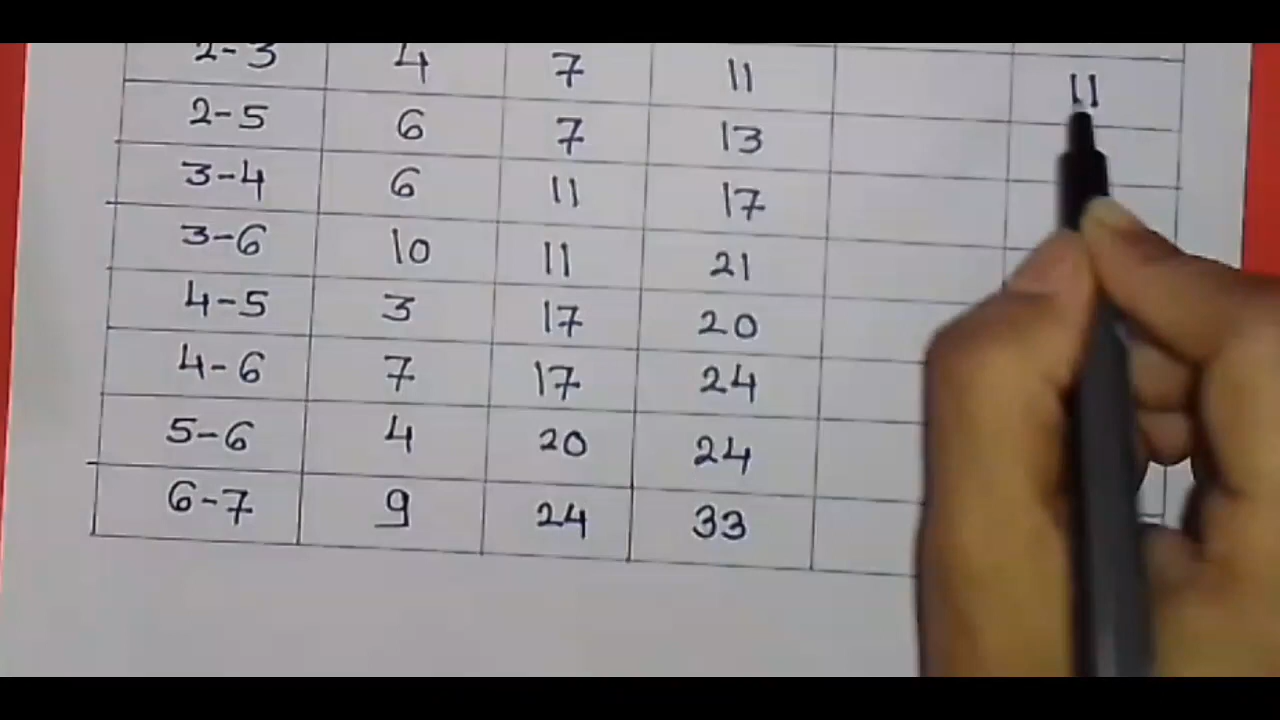 2-3 4 7 11 11
2-5 6 7 13
3-4 6 11 17
3-6 10 11 21
4-5 3 17 20
4-6 7 17 24
5-6 4 20 24
6-7 9 24 33